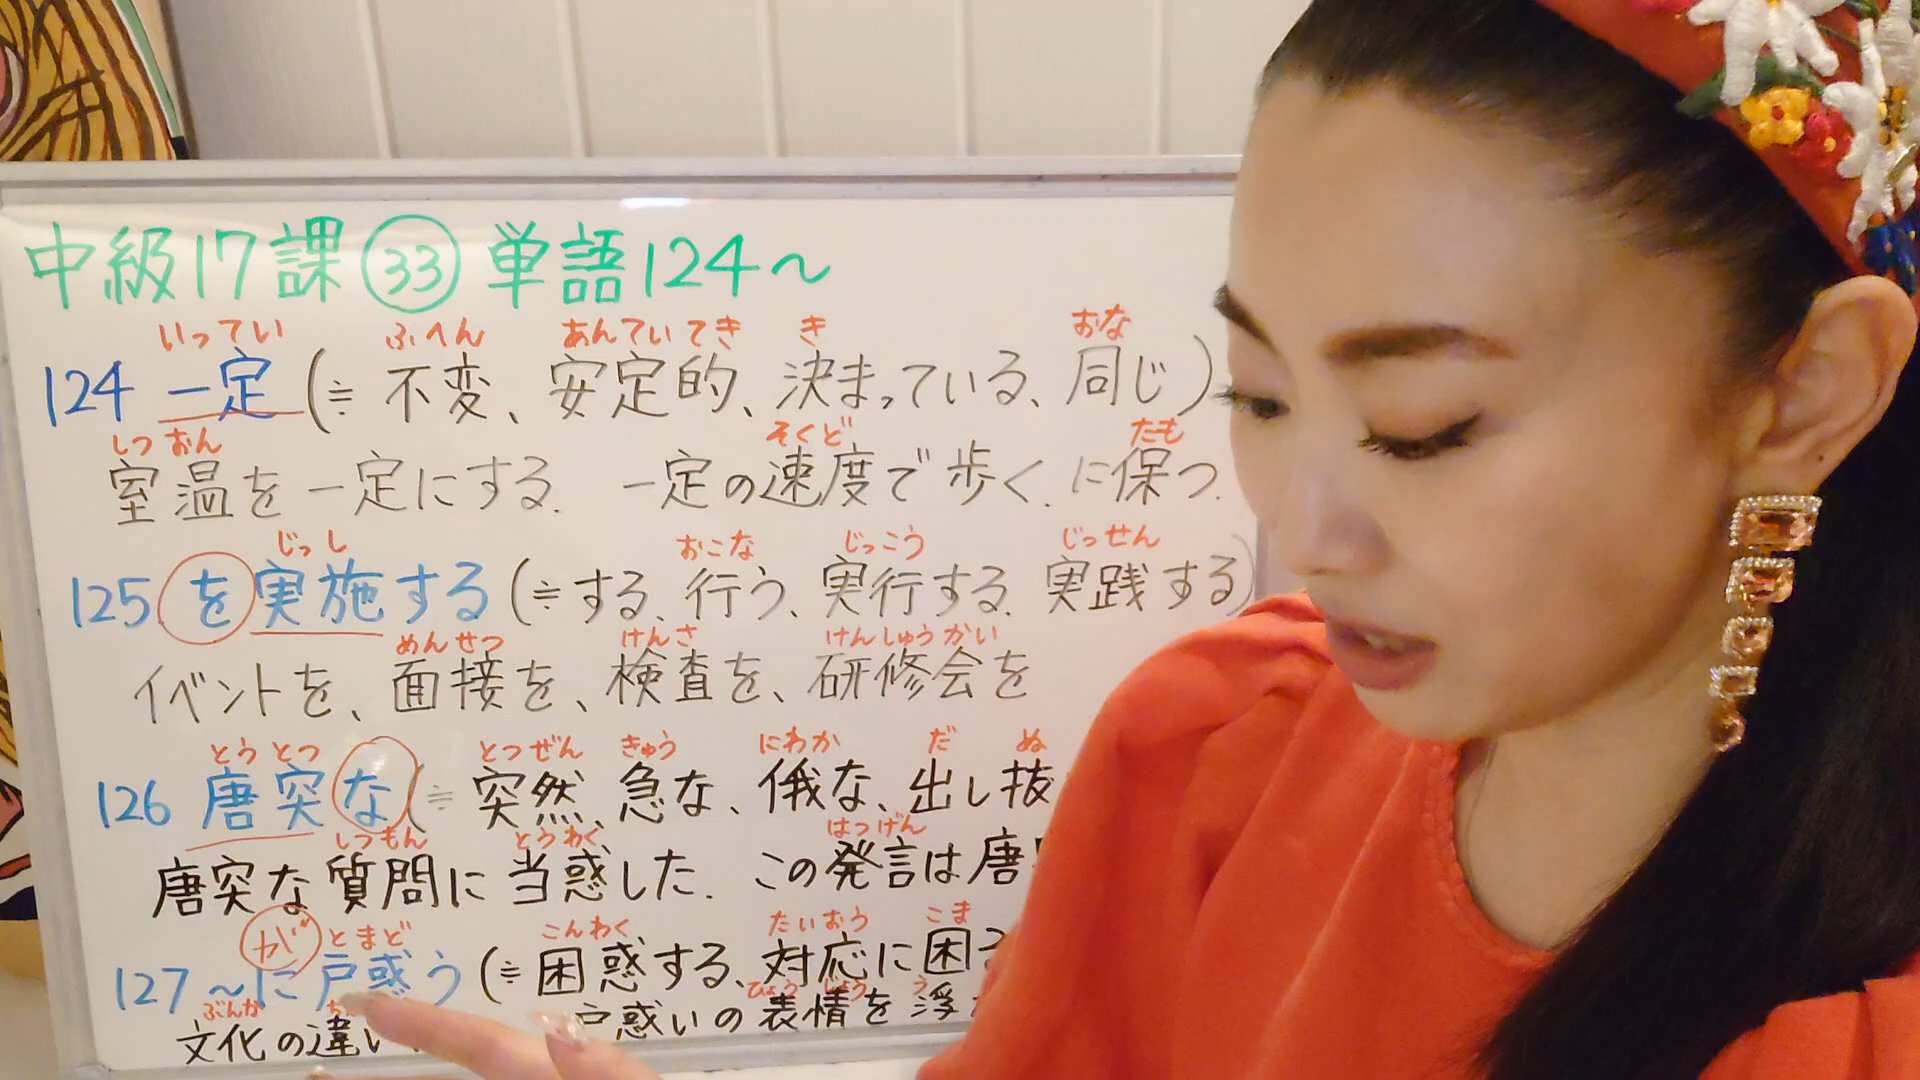 中級17課 ㉝ 単語124~
いってい ふへん あんていてき き おな
124 一定 (≒ 不変、安定的、決まっている、同じ)
しつおん そくど たも
室温を一定にする. 一定の速度で歩く. に保つ.
じっし おこな じっこう じっせん
125 を実施する (≒する、行う、実行する、実践する)
めんせつ けんさ けんしゅうかい
イベントを、面接を、検査を、研修会を
とうとつ とつぜん きゅう にわか だ ぬ
126 唐突な (≒ 突然、急な、俄な、出し抜
しつもん とうわく はつげん
唐突な質問に当惑した. この発言は唐
が とまど こんわく たいおう こま
127 ~に戸惑う (≒困惑する、対応に困
ぶんか ひょうじょう う
文化の違い 戸惑いの表情を浮